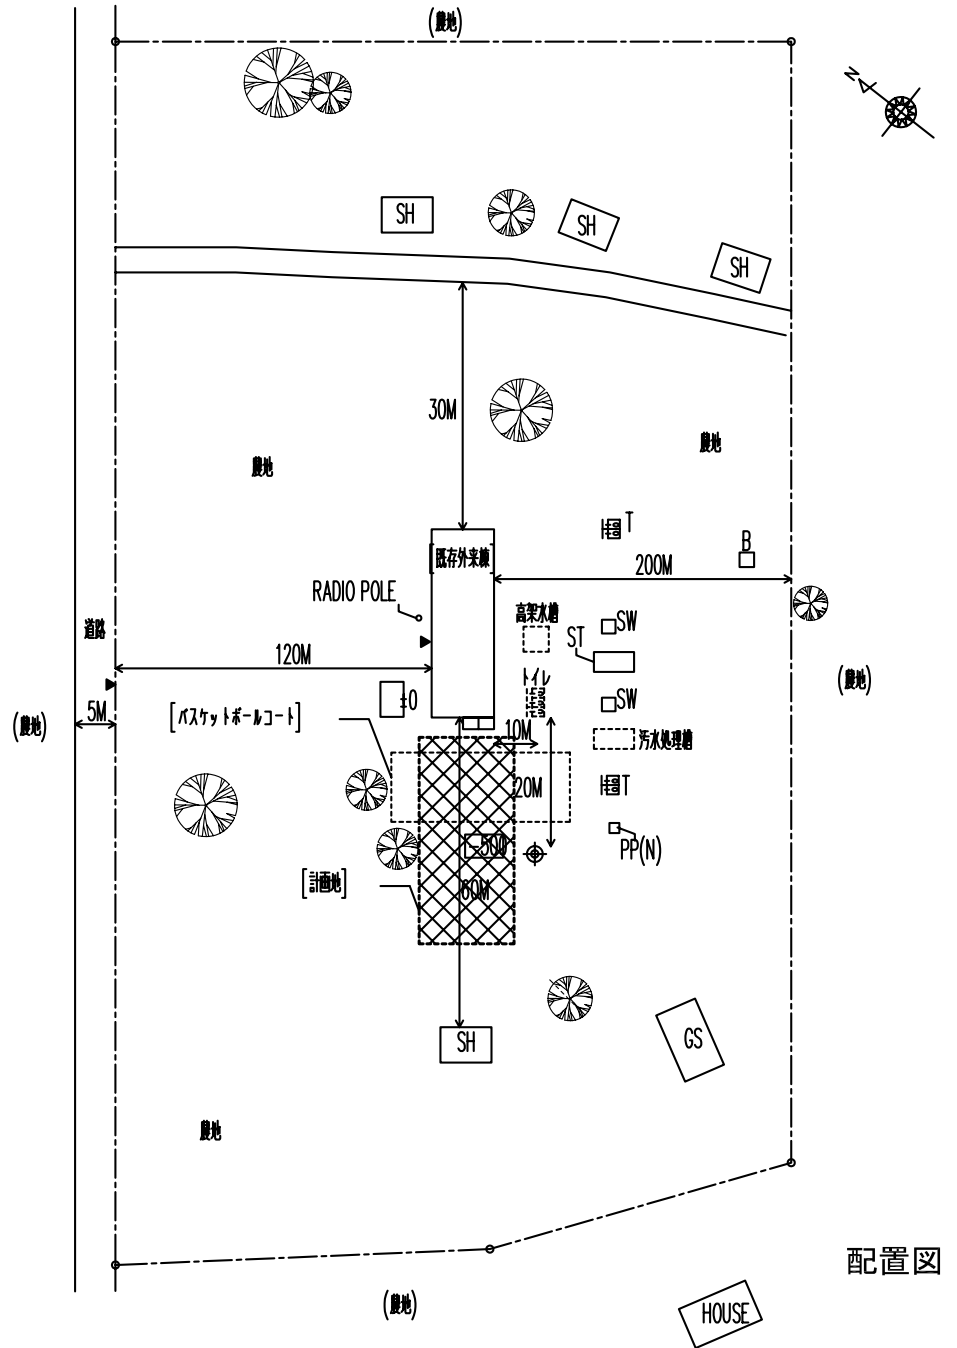 (農地)
N
SH
SH
SH
30M
農地
農地
T
B
既存外来棟
200M
RADIO POLE
高架水槽
SW
ST
道路
120M
トイレ
(農地)
±0
SW
5M
[バスケットボールコート]
(農地)
10M
汚水処理槽
20M
T
-500
PP(N)
[計画地]
60M
SH
GS
農地
配置図
(農地)
HOUSE